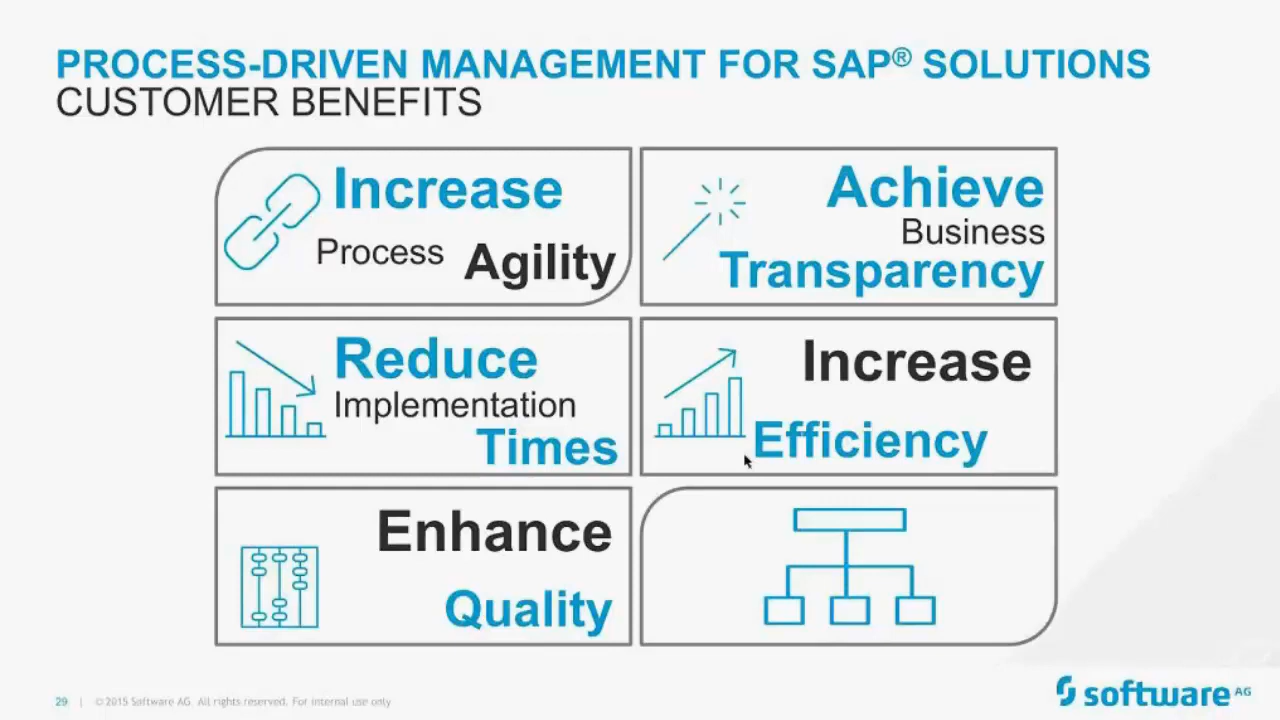 PROCESS-DRIVEN MANAGEMENT FOR SAP® SOLUTIONS
CUSTOMER BENEFITS
Increase
Process Agility
Achieve
Business
Transparency
Reduce
Implementation
Times
Increase
Efficiency
Enhance
Quality
29 | © 2015 Software AG. All rights reserved. For internal use only
software AG